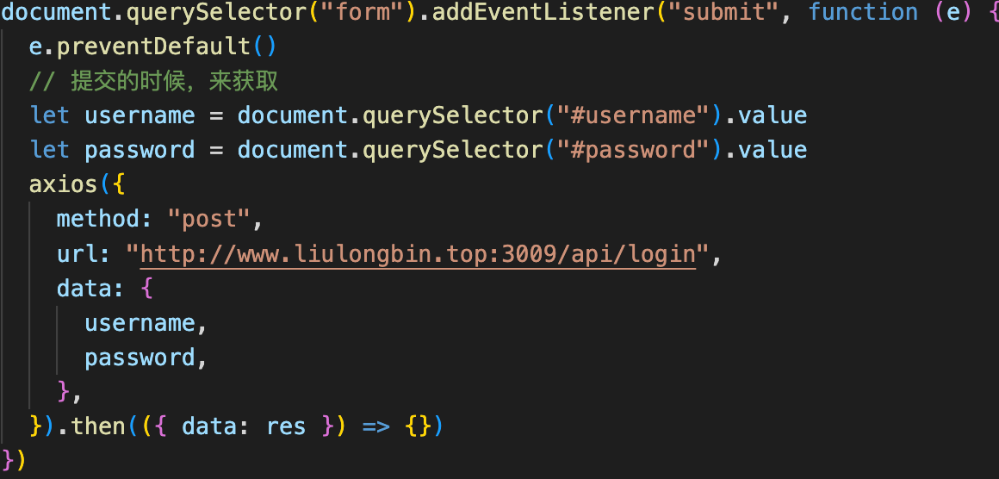 document.querySelector("form").addEventListener("submit", function (e) {
e.preventDefault()
// 提交的时候，来获取
let username = document.querySelector("#username").value
let password = document.querySelector("#password").value
axios({
method: "post",
url: "http://www.liulongbin.top:3009/api/login",
data: {
username,
password,
},
}).then(({ data: res }) => {})
})